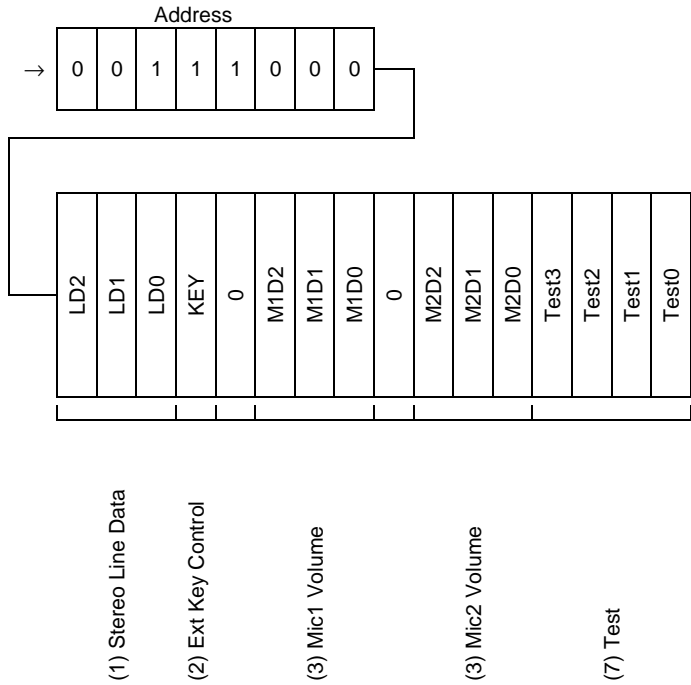 Address
→ 0 0 1 1 1 0 0 0
LD2 LD1 LD0 KEY 0 M1D2 M1D1 M1D0 0 M2D2 M2D1 M2D0 Test3 Test2 Test1 Test0
(1) Stereo Line Data
(2) Ext Key Control
(3) Mic1 Volume
(3) Mic2 Volume
(7) Test